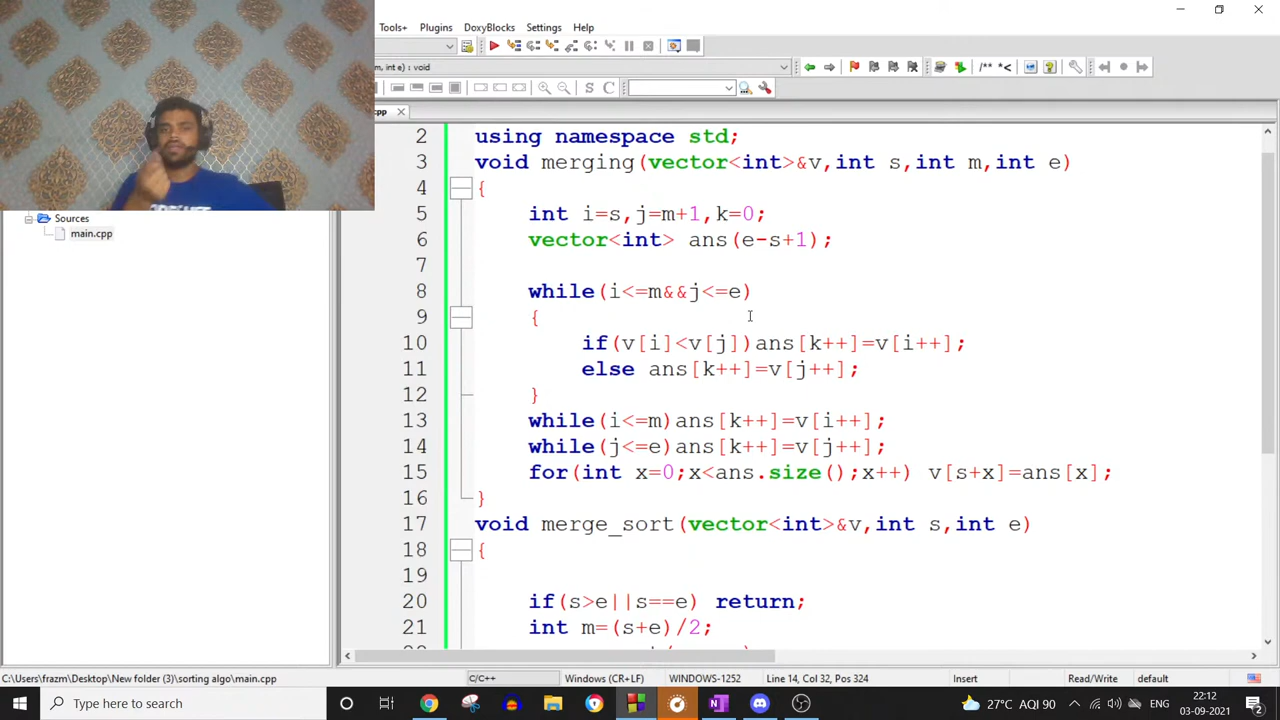 Tools+ Plugins DoxyBlocks Settings Help
m, int e) : void
/** *<
S C
cpp
Sources
main.cpp
2 using namespace std;
3 void merging(vector<int>&v,int s,int m,int e)
4 {
5 int i=s,j=m+1,k=0;
6 vector<int> ans(e-s+1);
7
8 while(i<=m&&j<=e)
9 {
10 if(v[i]<v[j])ans[k++]=v[i++];
11 else ans[k++]=v[j++];
12 }
13 while(i<=m)ans[k++]=v[i++];
14 while(j<=e)ans[k++]=v[j++];
15 for(int x=0;x<ans.size();x++) v[s+x]=ans[x];
16 }
17 void merge_sort(vector<int>&v,int s,int e)
18 {
19
20 if(s>e||s==e) return;
21 int m=(s+e)/2;
C:\Users\frazm\Desktop\New folder (3)\sorting algo\main.cpp C/C++ Windows (CR+LF) WINDOWS-1252 Line 14, Col 32, Pos 324 Insert Read/Write default
Type here to search 27°C AQI 90 ENG 22:12
03-09-2021